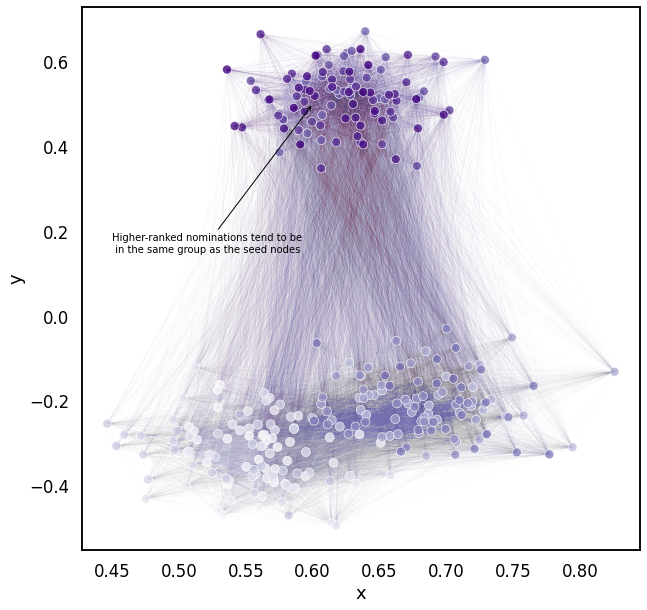 0.6
0.4
0.2
0.0
−0.2
−0.4
y
Higher-ranked nominations tend to be
in the same group as the seed nodes
0.45 0.50 0.55 0.60 0.65 0.70 0.75 0.80
x